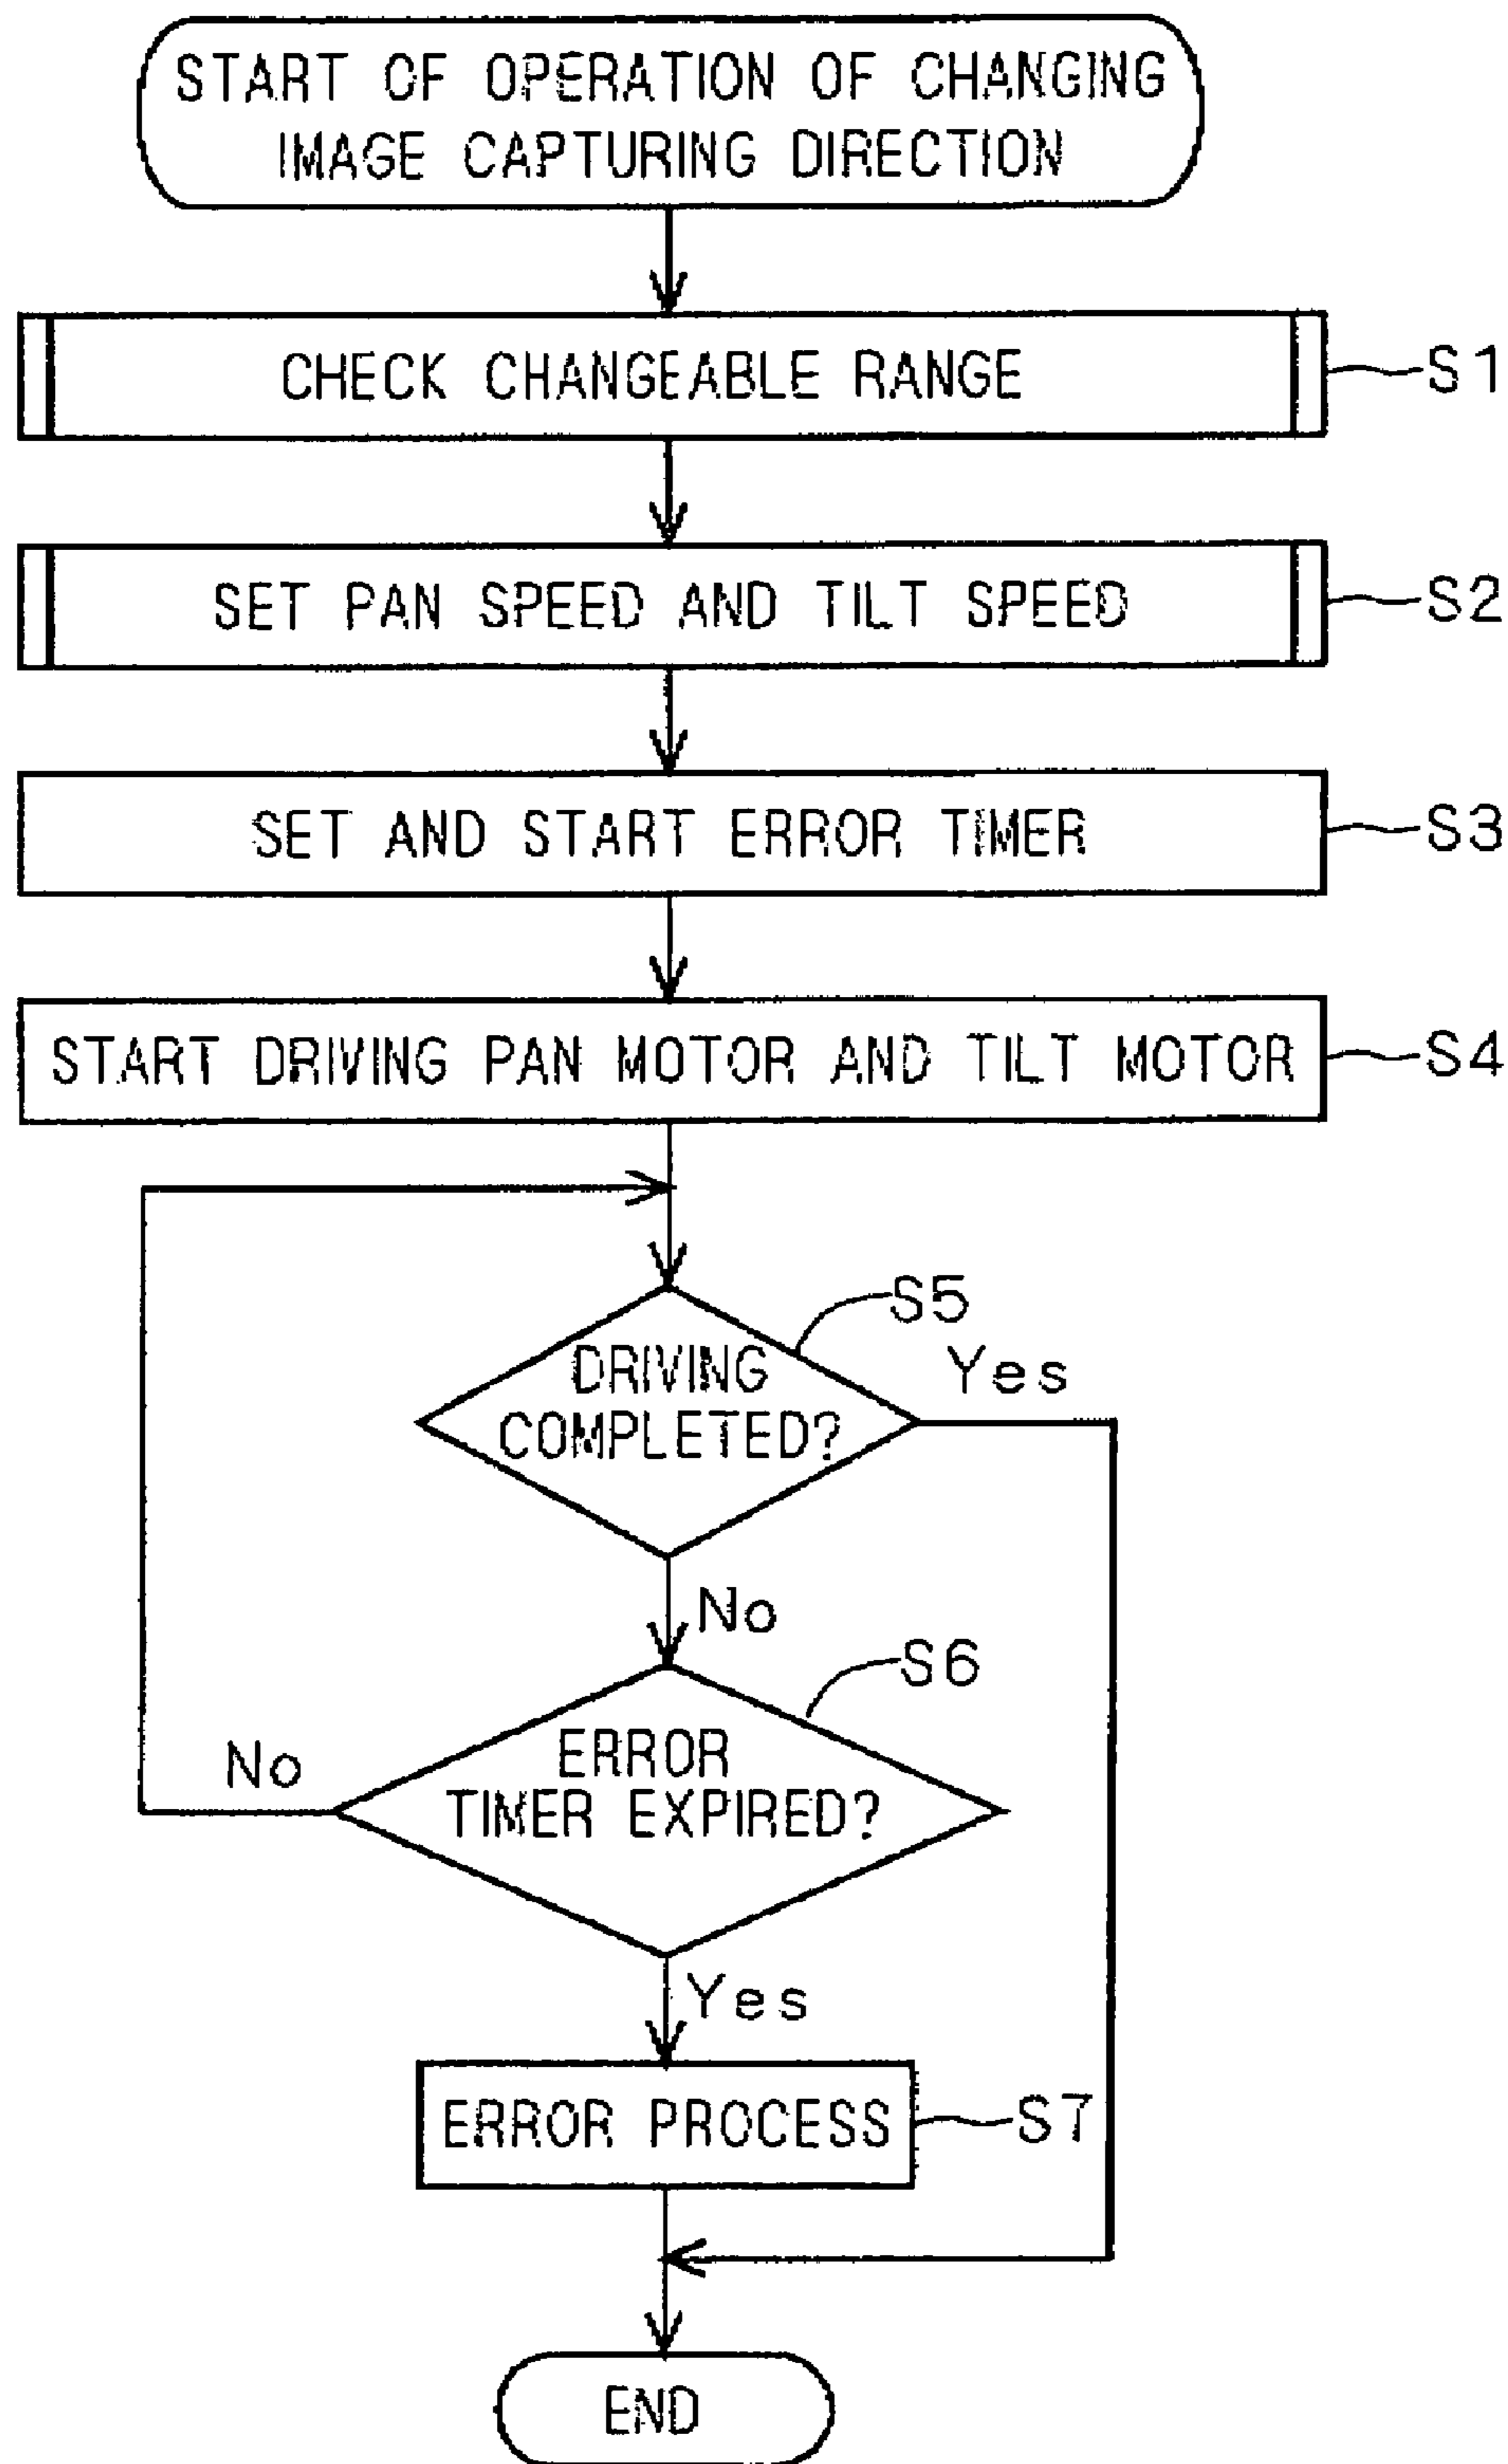 START OF OPERATION OF CHANGING
IMAGE CAPTURING DIRECTION
CHECK CHANGEABLE RANGE
S1
SET PAN SPEED AND TILT SPEED
S2
SET AND START ERROR TIMER
S3
START DRIVING PAN MOTOR AND TILT MOTOR
S4
S5
DRIVING
COMPLETED?
Yes
No
S6
ERROR
TIMER EXPIRED?
No
Yes
ERROR PROCESS
S7
END